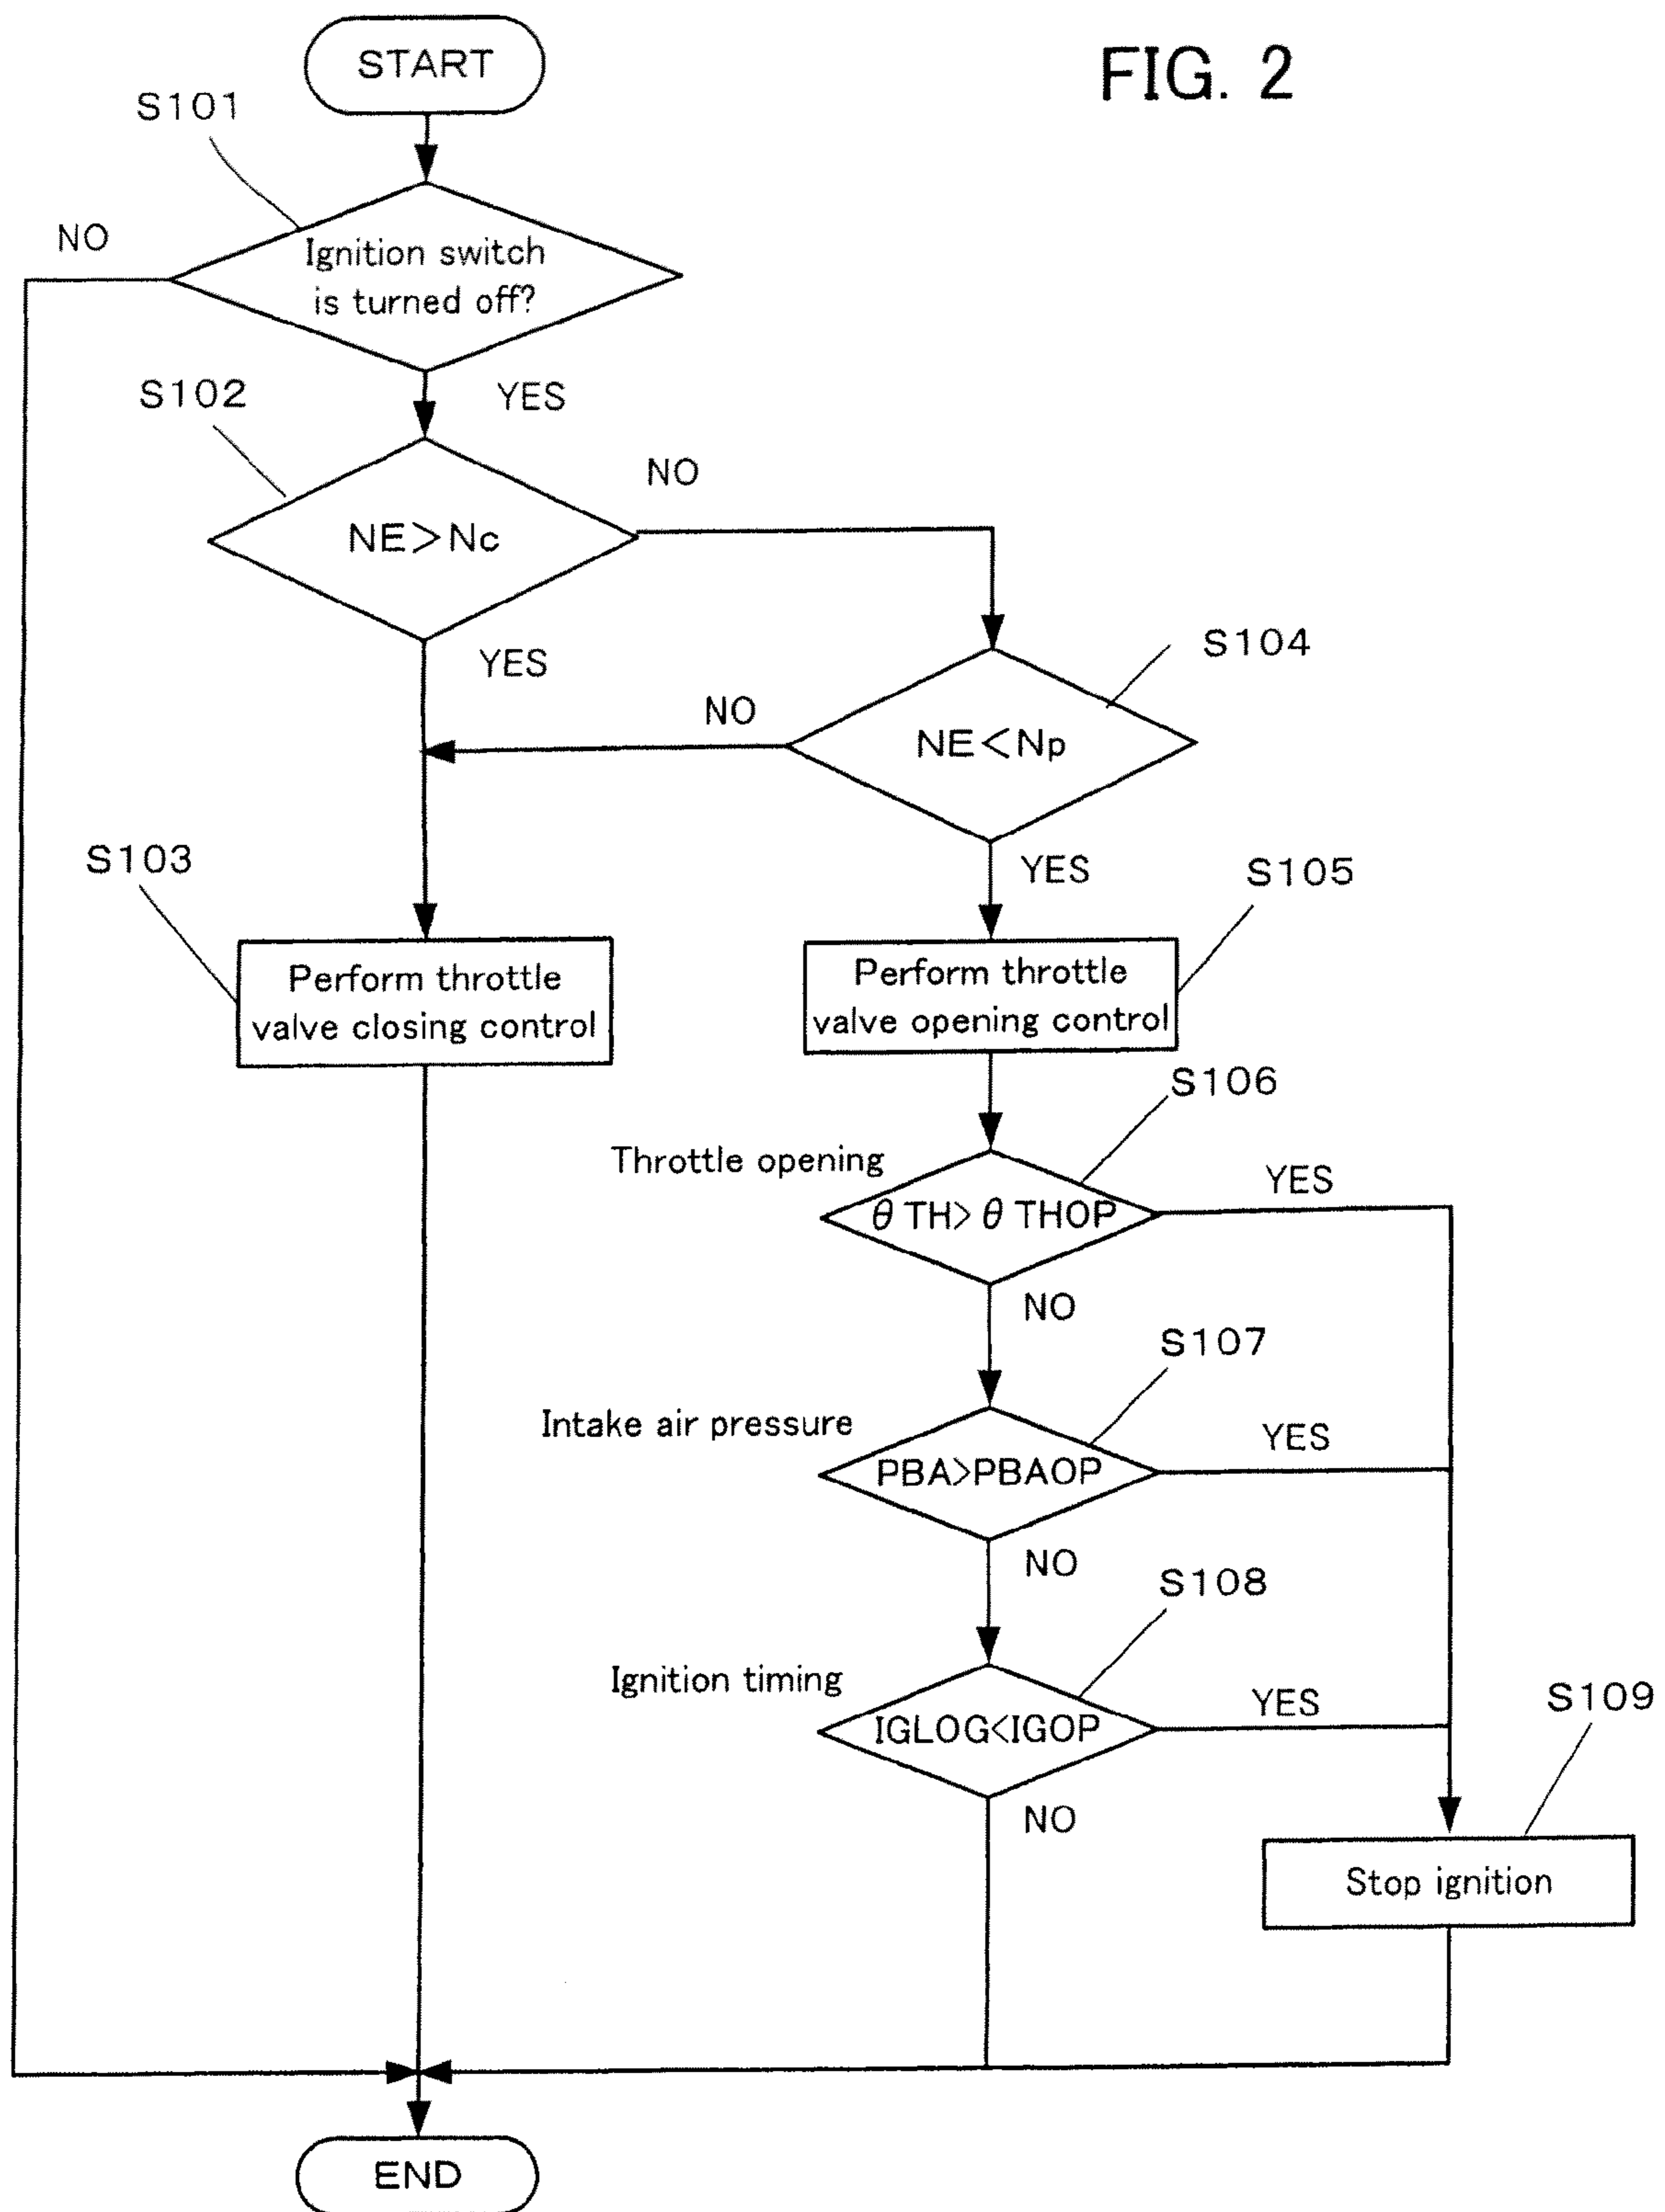 FIG. 2
START
S101
NO
Ignition switch
is turned off?
YES
S102
NO
NE>Nc
YES
S104
NO
NE<Np
YES
S103
S105
Perform throttle
valve closing control
Perform throttle
valve opening control
S106
Throttle opening
YES
θ TH> θ THOP
NO
S107
Intake air pressure
YES
PBA>PBAOP
NO
S108
Ignition timing
YES
S109
IGLOG<IGOP
NO
Stop ignition
END